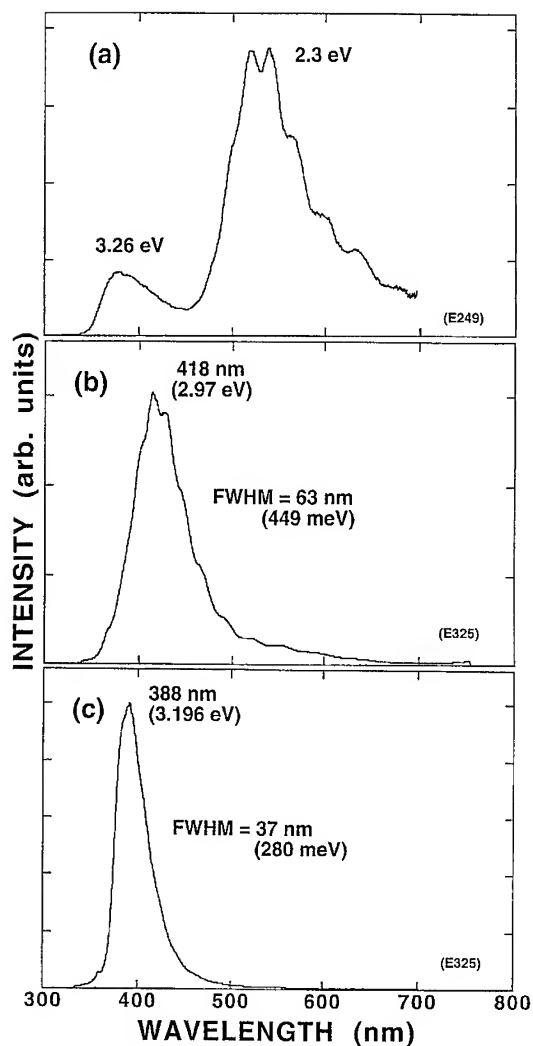 (a)
2.3 eV
3.26 eV
(E249)
(b)
418 nm
(2.97 eV)
FWHM = 63 nm
(449 meV)
(E325)
(c)
388 nm
(3.196 eV)
FWHM = 37 nm
(280 meV)
(E325)
INTENSITY (arb. units)
300 400 500 600 700 800
WAVELENGTH (nm)